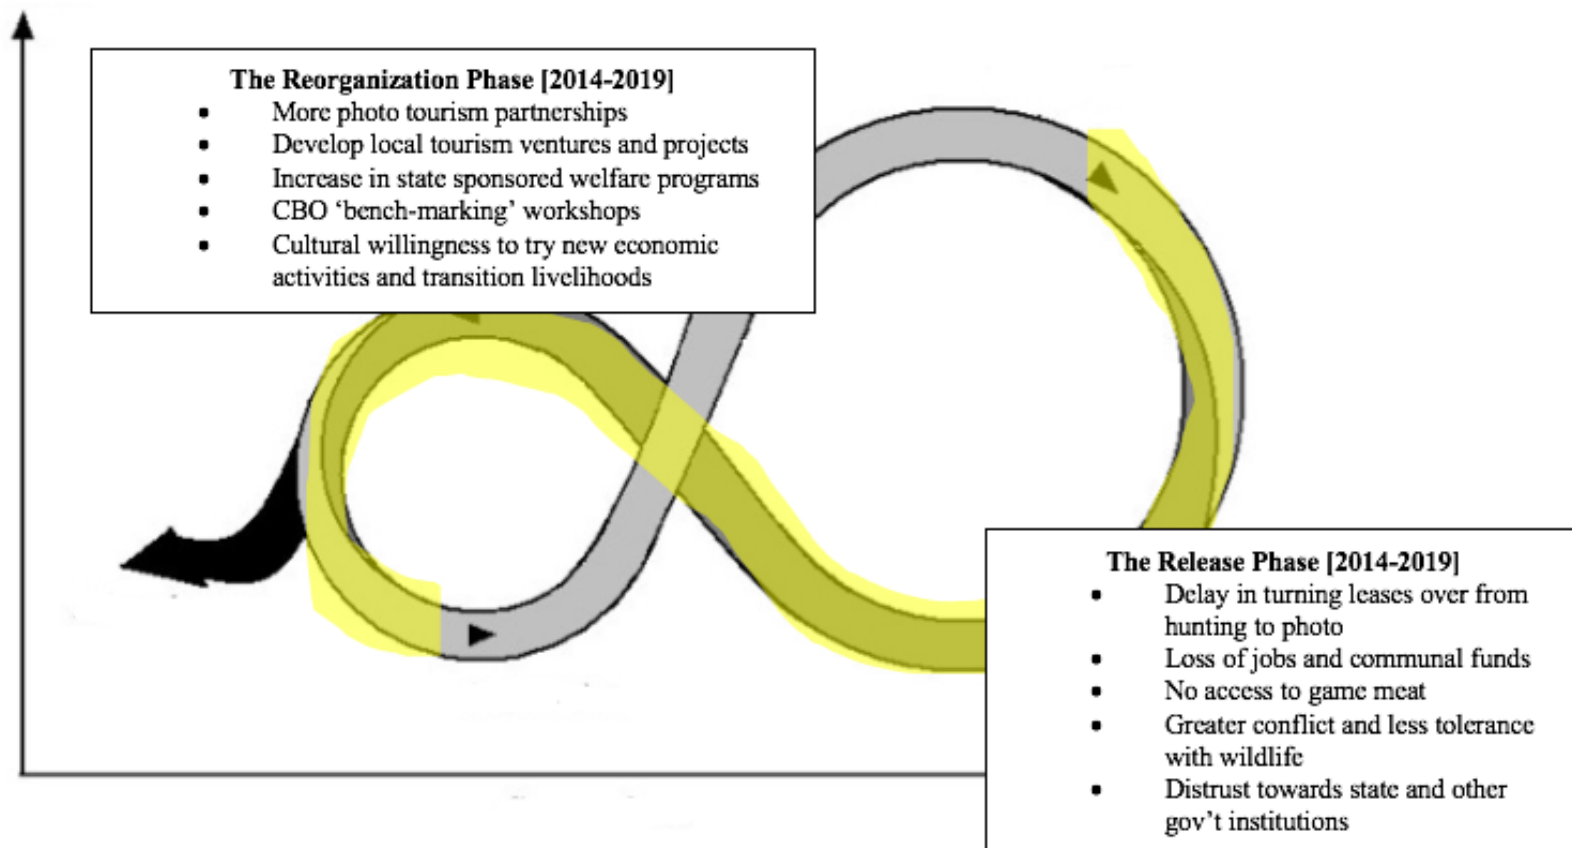 The Reorganization Phase [2014-2019]
• More photo tourism partnerships
• Develop local tourism ventures and projects
• Increase in state sponsored welfare programs
• CBO ‘bench-marking’ workshops
• Cultural willingness to try new economic
activities and transition livelihoods
The Release Phase [2014-2019]
• Delay in turning leases over from
hunting to photo
• Loss of jobs and communal funds
• No access to game meat
• Greater conflict and less tolerance
with wildlife
• Distrust towards state and other
gov’t institutions